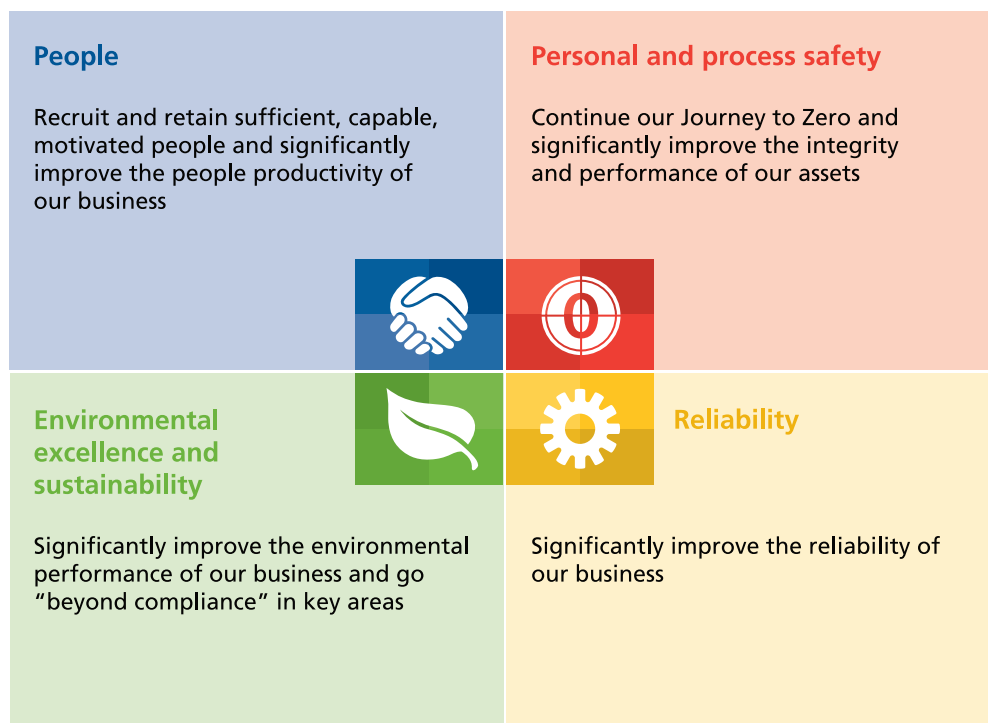 People
Recruit and retain sufficient, capable,
motivated people and significantly
improve the people productivity of
our business
Personal and process safety
Continue our Journey to Zero and
significantly improve the integrity
and performance of our assets
0
Environmental
excellence and
sustainability
Significantly improve the environmental
performance of our business and go
“beyond compliance” in key areas
Reliability
Significantly improve the reliability of
our business